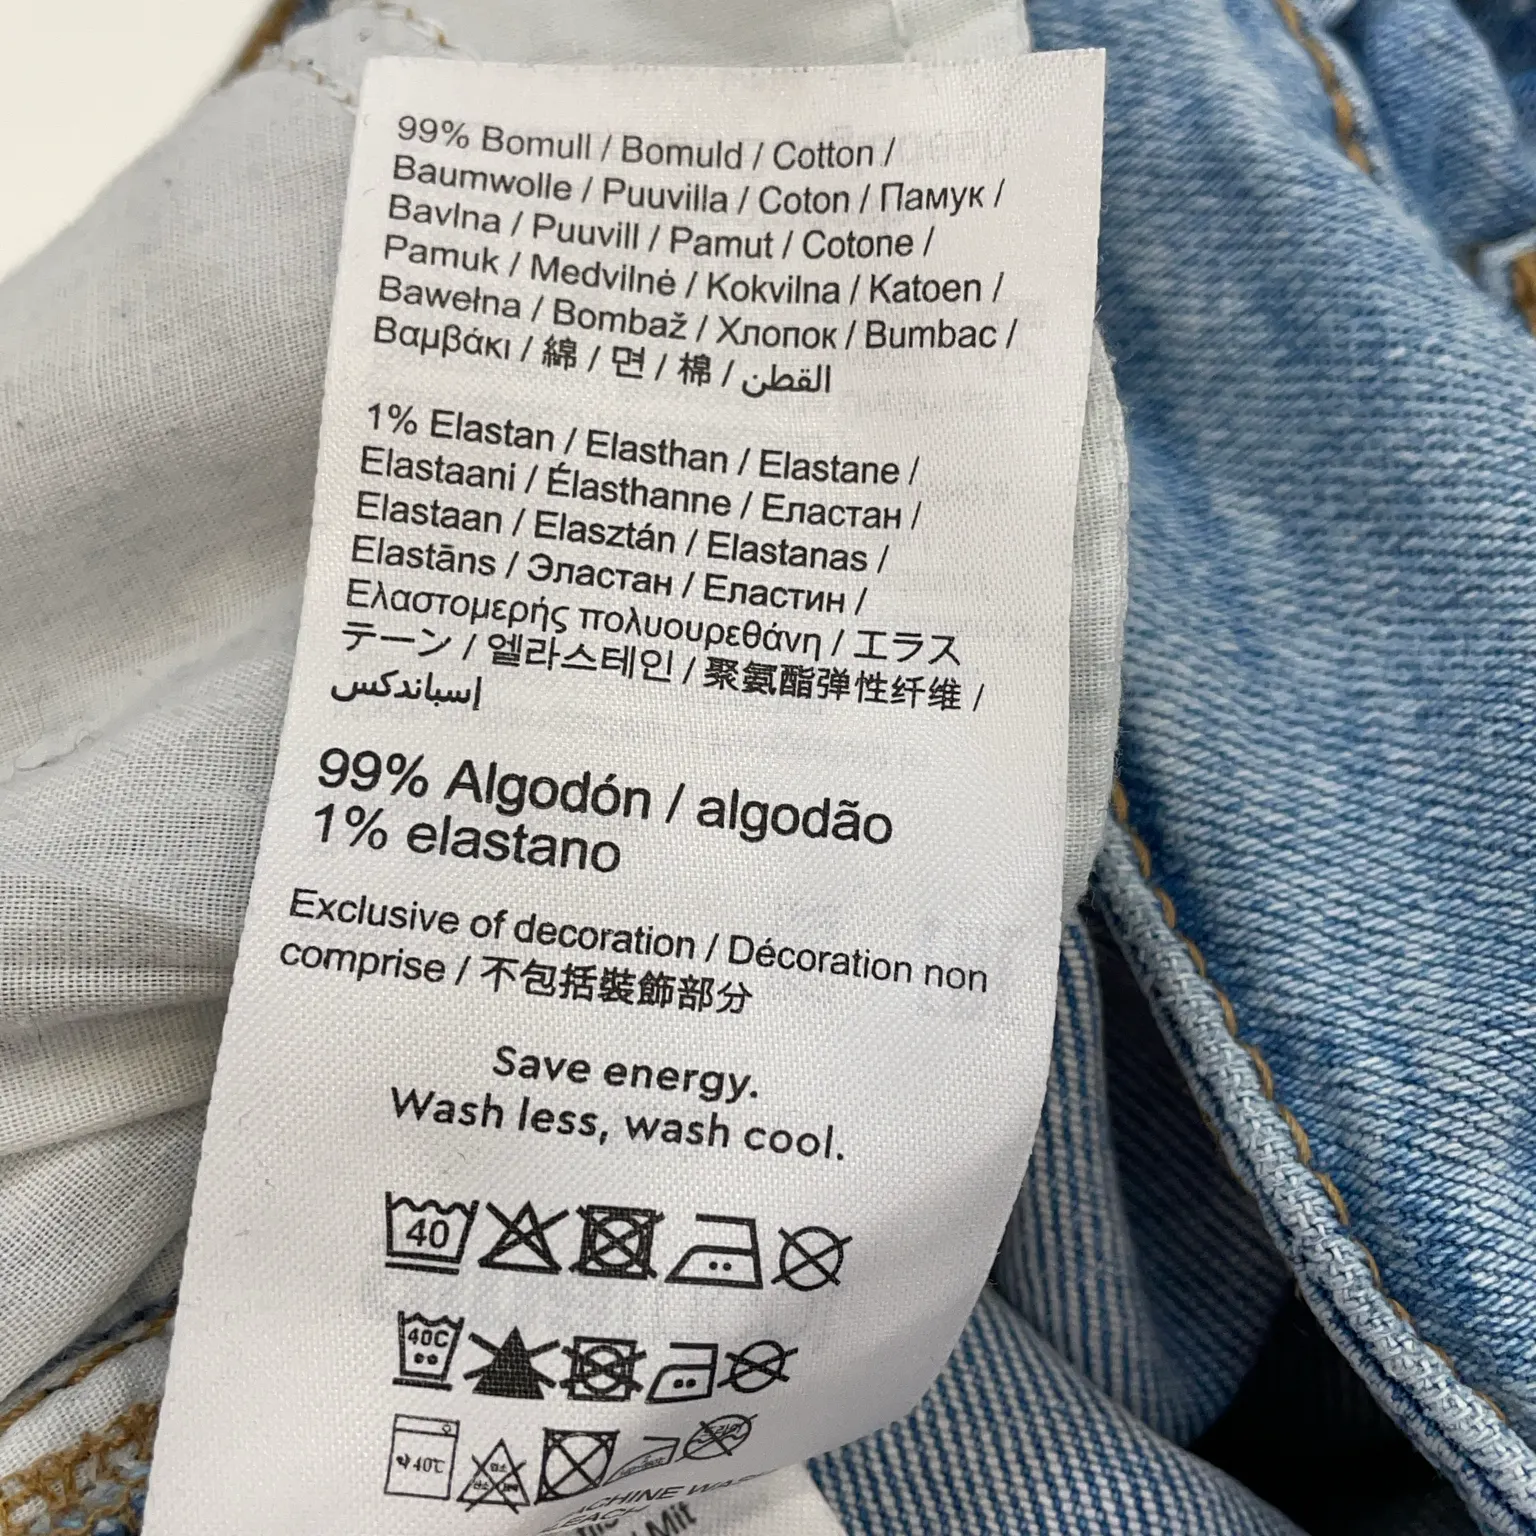 99% Bomull / Bomuld / Cotton /
Baumwolle / Puuvilla / Coton / Памук /
Bavlna / Puuvill / Pamut / Cotone /
Pamuk / Medvilnė / Kokvilna / Katoen /
Bawełna / Bombaž / Хлопок / Bumbac /
Βαμβάκι / 綿 / 면 / 棉 / القطن
1% Elastan / Elasthan / Elastane /
Elastaani / Élasthanne / Еластан /
Elastaan / Elasztán / Elastanas /
Elastāns / Эластан / Еластин /
Ελαστομερής πολυουρεθάνη / エラス
テーン / 엘라스테인 / 聚氨酯弹性纤维 /
إسباندكس
99% Algodón / algodão
1% elastano
Exclusive of decoration / Décoration non
comprise / 不包括裝飾部分
Save energy.
Wash less, wash cool.
40
40C
40℃